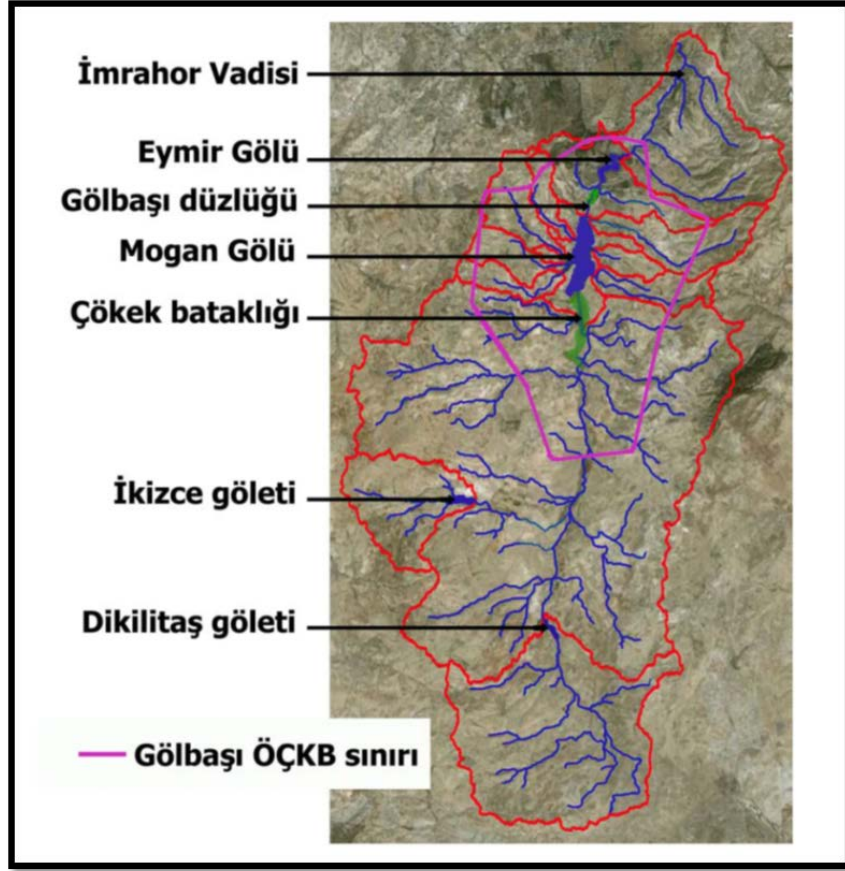 İmrahor Vadisi
Eymir Gölü
Gölbaşı düzlüğü
Mogan Gölü
Çökek bataklığı
İkizce göleti
Dikilitaş göleti
Gölbaşı ÖÇKB sınırı